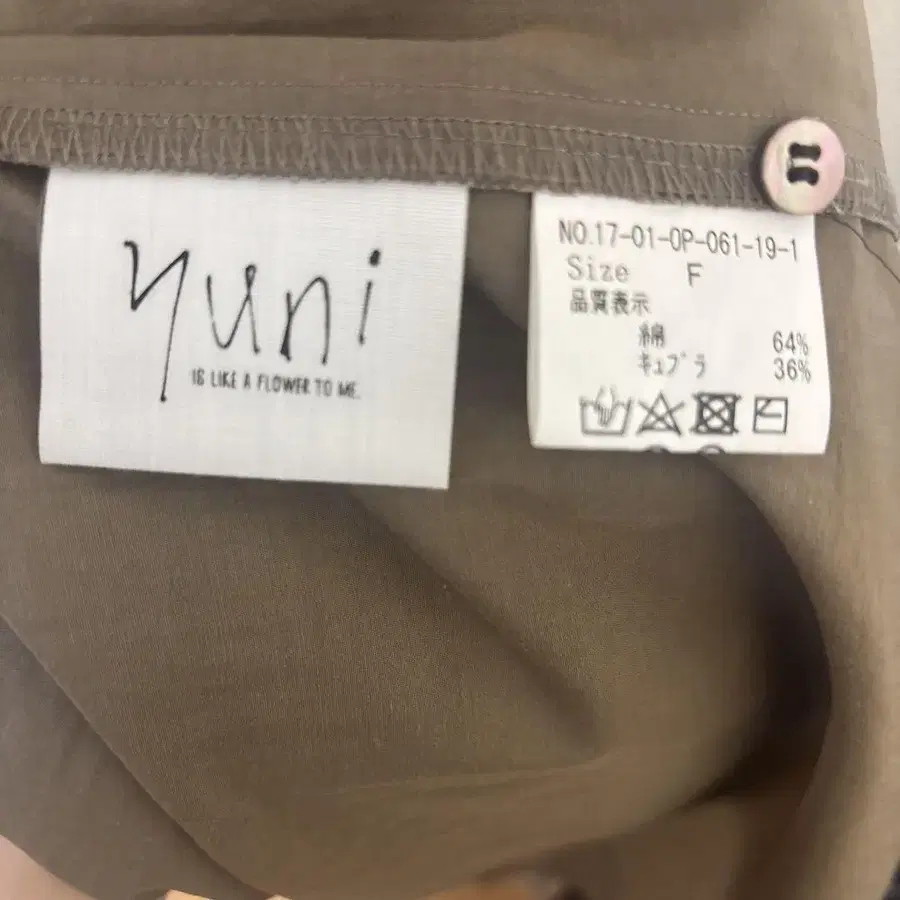 yuni
IS LIKE A FLOWER TO ME.
NO.17-01-OP-061-19-1
Size F
品質表示
綿 64%
キュプラ 36%